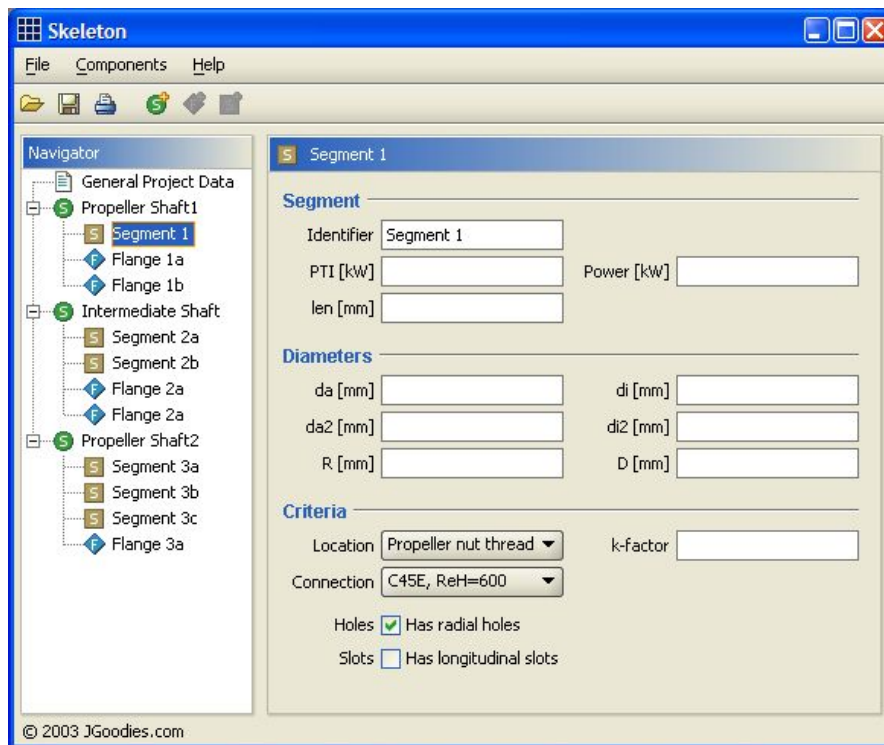 Skeleton
File Components Help
Navigator
General Project Data
Propeller Shaft1
Segment 1
Flange 1a
Flange 1b
Intermediate Shaft
Segment 2a
Segment 2b
Flange 2a
Flange 2a
Propeller Shaft2
Segment 3a
Segment 3b
Segment 3c
Flange 3a
S Segment 1
Segment
Identifier Segment 1
PTI [kW] Power [kW]
len [mm]
Diameters
da [mm] di [mm]
da2 [mm] di2 [mm]
R [mm] D [mm]
Criteria
Location Propeller nut thread k-factor
Connection C45E, ReH=600
Holes Has radial holes
Slots Has longitudinal slots
© 2003 JGoodies.com